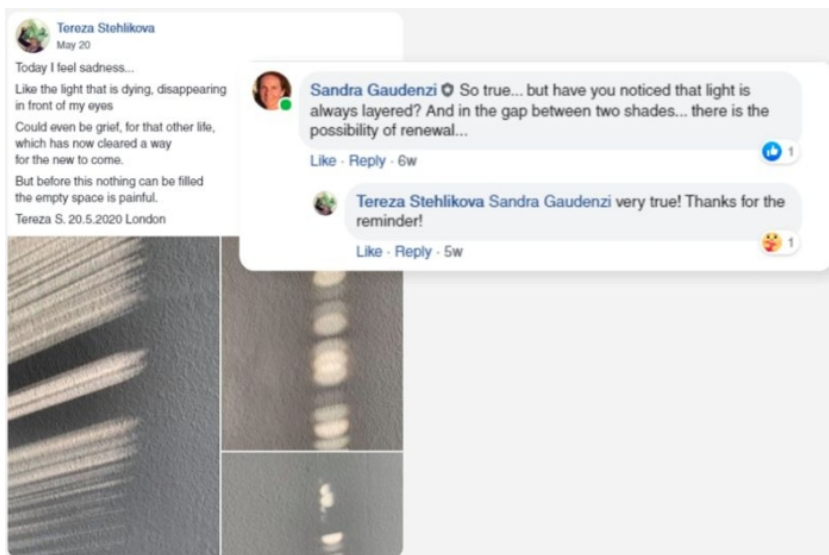 Tereza Stehlikova
May 20
Today I feel sadness...
Like the light that is dying, disappearing
in front of my eyes
Could even be grief, for that other life,
which has now cleared a way
for the new to come.
But before this nothing can be filled
the empty space is painful.
Tereza S. 20.5.2020 London
Sandra Gaudenzi So true... but have you noticed that light is
always layered? And in the gap between two shades... there is the
possibility of renewal...
1
Like · Reply · 6w
Tereza Stehlikova Sandra Gaudenzi very true! Thanks for the
reminder!
1
Like · Reply · 5w